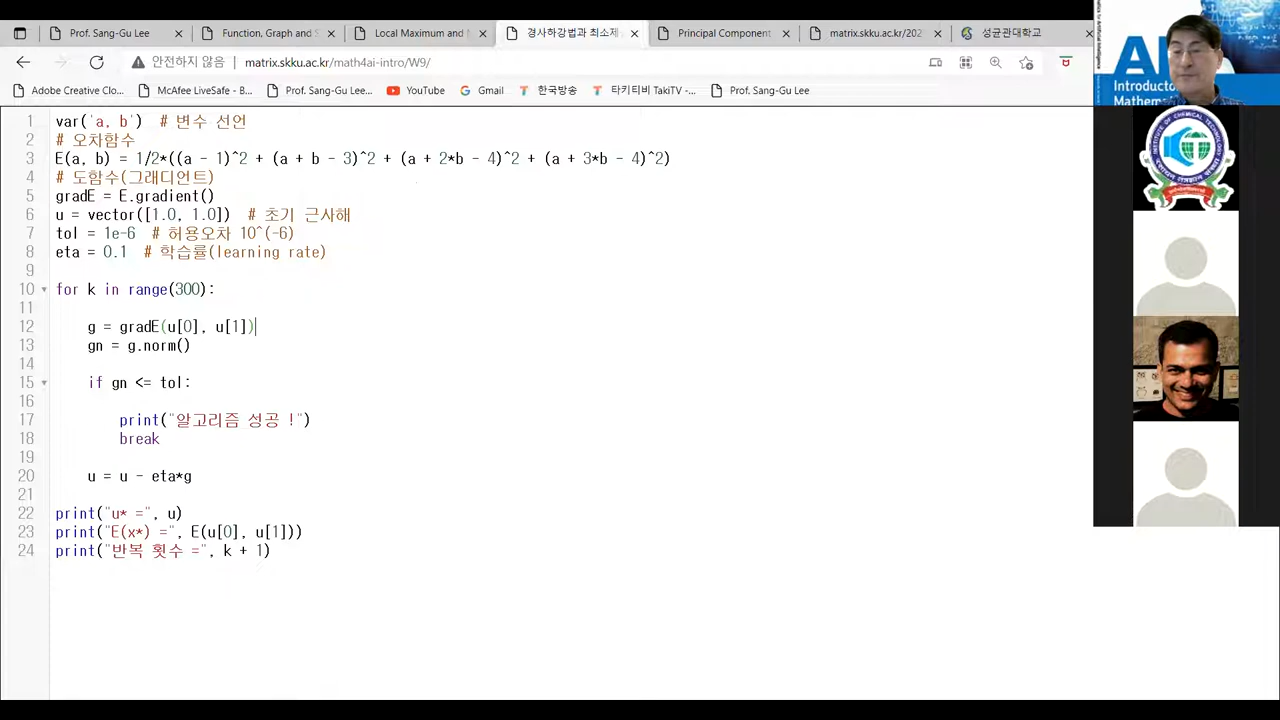 Prof. Sang-Gu Lee
Function, Graph and S
Local Maximum and
경사하강법과 최소제
Principal Component
matrix.skku.ac.kr/202
성균관대학교
안전하지 않음 matrix.skku.ac.kr/math4ai-intro/W9/
Adobe Creative Clo... McAfee LiveSafe - B... Prof. Sang-Gu Lee... YouTube Gmail 한국방송 타키티비 TakiTV -... Prof. Sang-Gu Lee
1 var('a, b') # 변수 선언
2 # 오차함수
3 E(a, b) = 1/2*((a - 1)^2 + (a + b - 3)^2 + (a + 2*b - 4)^2 + (a + 3*b - 4)^2)
4 # 도함수(그래디언트)
5 gradE = E.gradient()
6 u = vector([1.0, 1.0]) # 초기 근사해
7 tol = 1e-6 # 허용오차 10^(-6)
8 eta = 0.1 # 학습률(learning rate)
9
10 for k in range(300):
11
12 g = gradE(u[0], u[1])
13 gn = g.norm()
14
15 if gn <= tol:
16
17 print("알고리즘 성공 !")
18 break
19
20 u = u - eta*g
21
22 print("u* =", u)
23 print("E(x*) =", E(u[0], u[1]))
24 print("반복 횟수 =", k + 1)
Introducto
Mathem
INSTITUTE OF CHEMICAL TECHNOLOGY